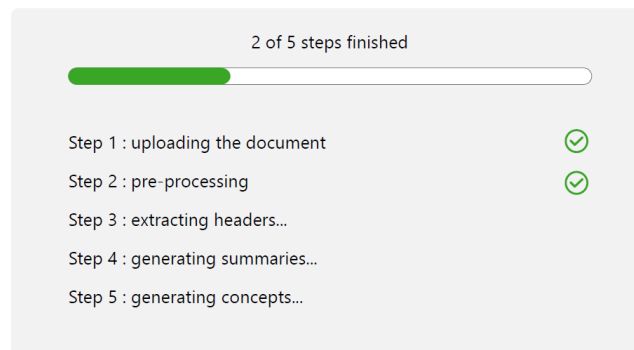 2 of 5 steps finished
Step 1 : uploading the document
Step 2 : pre-processing
Step 3 : extracting headers...
Step 4 : generating summaries...
Step 5 : generating concepts...